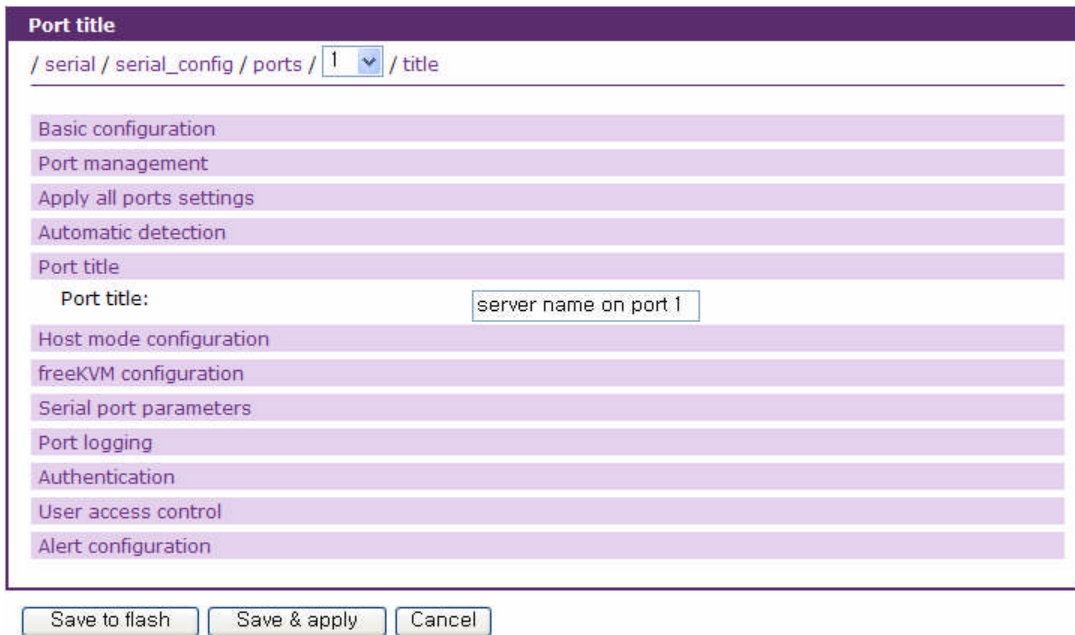 Port title
/ serial / serial_config / ports / 1 / title
Basic configuration
Port management
Apply all ports settings
Automatic detection
Port title
Port title: server name on port 1
Host mode configuration
freeKVM configuration
Serial port parameters
Port logging
Authentication
User access control
Alert configuration
Save to flash Save & apply Cancel